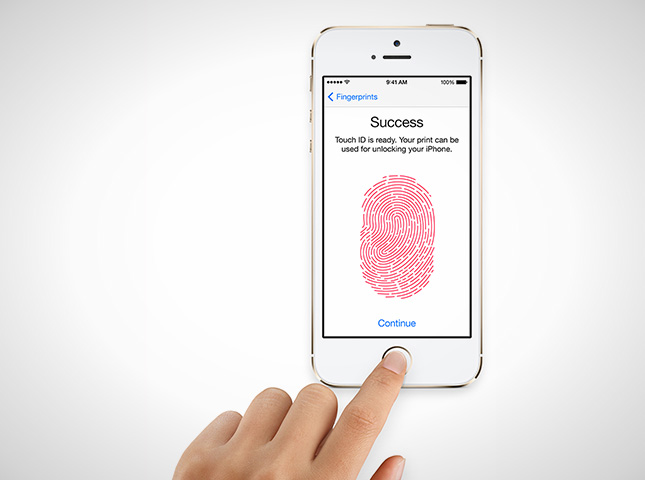 9:41 AM 100%
Fingerprints
Success
Touch ID is ready. Your print can be
used for unlocking your iPhone.
Continue